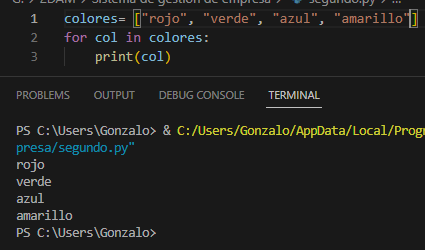 G: > 2DAM > Sistema de gestion de empresa > segundo.py > ...
1 colores= ["rojo", "verde", "azul", "amarillo"]
2 for col in colores:
3 print(col)
PROBLEMS OUTPUT DEBUG CONSOLE TERMINAL
PS C:\Users\Gonzalo> & C:/Users/Gonzalo/AppData/Local/Progr
presa/segundo.py"
rojo
verde
azul
amarillo
PS C:\Users\Gonzalo>